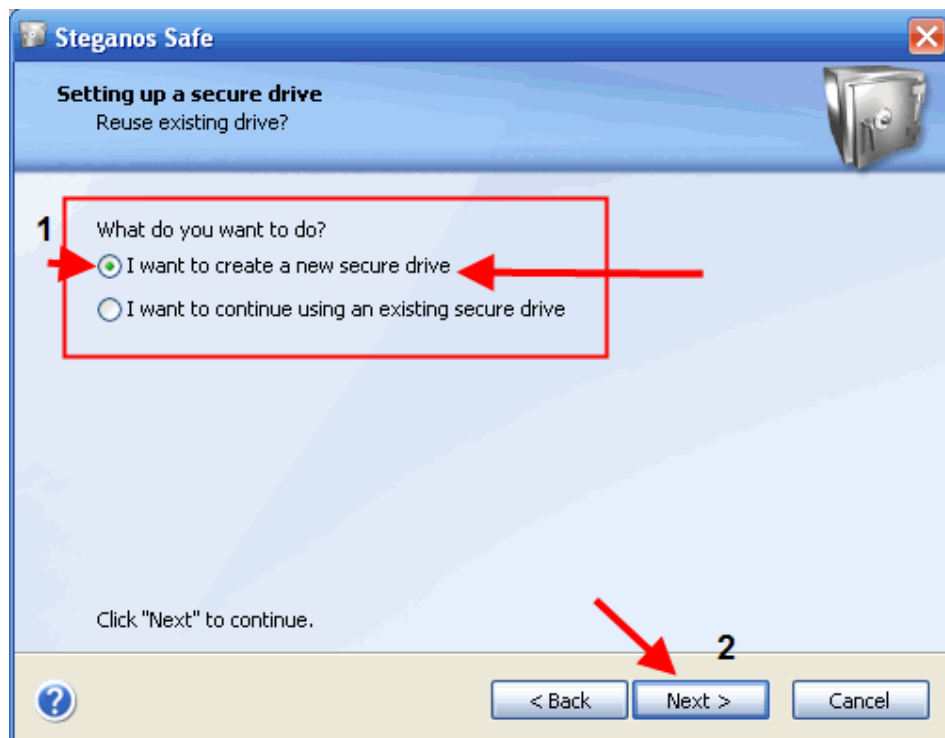 Steganos Safe
Setting up a secure drive
Reuse existing drive?
1
What do you want to do?
I want to create a new secure drive
I want to continue using an existing secure drive
Click "Next" to continue.
2
?
< Back
Next >
Cancel